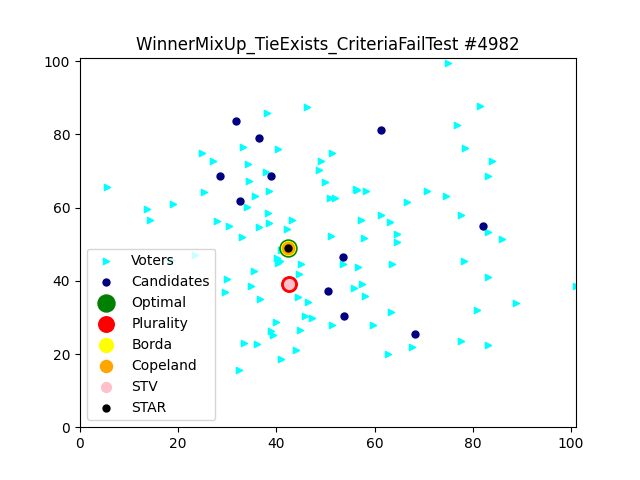 WinnerMixUp_TieExists_CriteriaFailTest #4982
100
80
60
40
20
0
Voters
Candidates
Optimal
Plurality
Borda
Copeland
STV
STAR
0 20 40 60 80 100